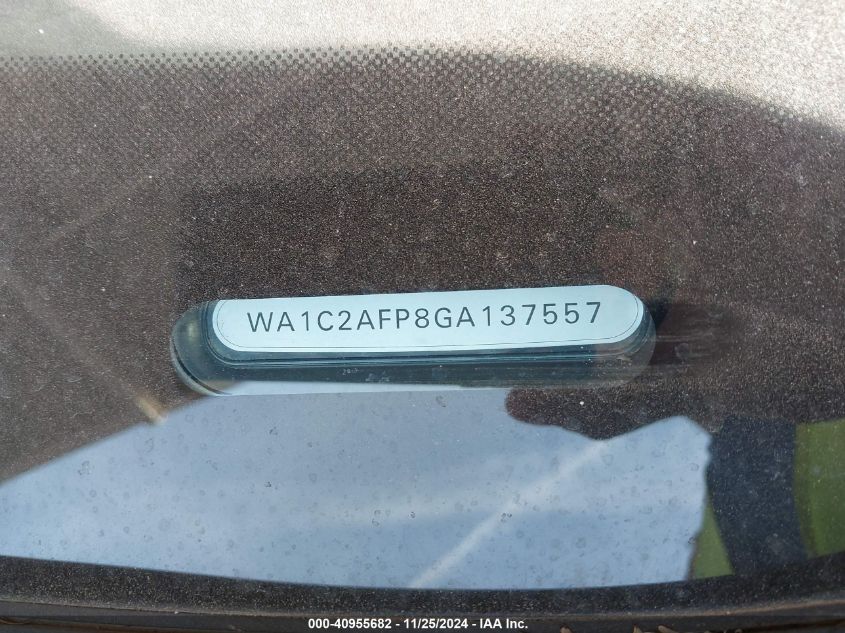 WA1C2AFP8GA137557
000-40955682 - 11/25/2024 - IAA Inc.